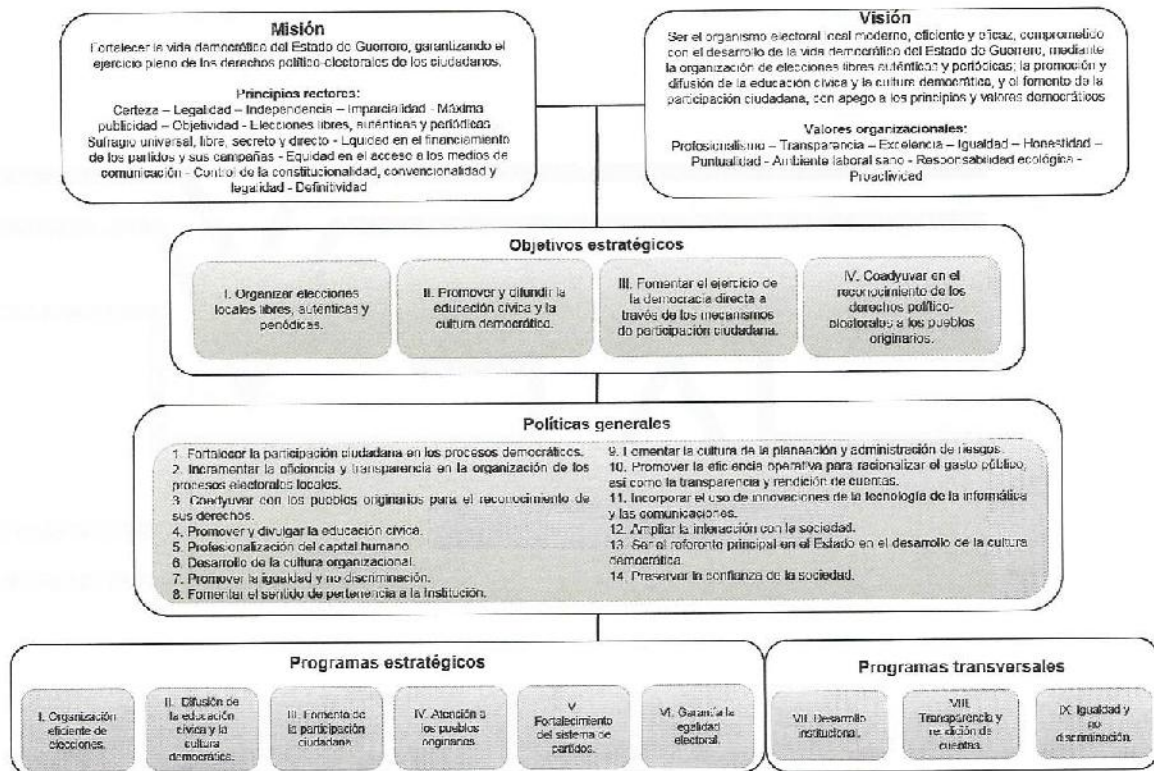 Misión
Fortalecer la vida democrática del Estado de Guerrero, garantizando el
ejercicio pleno de los derechos político-electorales de los ciudadanos.
Principios rectores:
Certeza – Legalidad – Independencia – Imparcialidad - Máxima
publicidad – Objetividad - Elecciones libres, auténticas y periódicas
Sufragio universal, libre, secreto y directo - Equidad en el financiamiento
de los partidos y sus campañas - Equidad en el acceso a los medios de
comunicación - Control de la constitucionalidad, convencionalidad y
legalidad - Definitividad
Visión
Ser el organismo electoral local moderno, eficiente y eficaz, comprometido
con el desarrollo de la vida democrática del Estado de Guerrero, mediante
la organización de elecciones libres auténticas y periódicas; la promoción y
difusión de la educación cívica y la cultura democrática, y el fomento de la
participación ciudadana, con apego a los principios y valores democráticos
Valores organizacionales:
Profesionalismo – Transparencia – Excelencia – Igualdad – Honestidad –
Puntualidad - Ambiente laboral sano - Responsabilidad ecológica -
Proactividad
Objetivos estratégicos
I. Organizar elecciones
locales libres, auténticas y
periódicas.
II. Promover y difundir la
educación cívica y la
cultura democrático.
III. Fomentar el ejercicio de
la democracia directa a
través de los mecanismos
de participación ciudadana.
IV. Coadyuvar en el
reconocimiento de los
derechos político-
electorales a los pueblos
originarios.
Políticas generales
1. Fortalecer la participación ciudadana en los procesos democráticos.
2. Incrementar la eficiencia y transparencia en la organización de los
procesos electorales locales.
3. Coadyuvar con los pueblos originarios para el reconocimiento de
sus derechos.
4. Promover y divulgar la educación cívica.
5. Profesionalización del capital humano
6. Desarrollo de la cultura organizacional.
7. Promover la igualdad y no discriminación.
8. Fomentar el sentido de pertenencia a la Institución.
9. Fomentar la cultura de la planeación y administración de riesgos.
10. Promover la eficiencia operativa para racionalizar el gasto público,
así como la transparencia y rendición de cuentas.
11. Incorporar el uso de innovaciones de la tecnología de la informática
y las comunicaciones.
12. Ampliar la interacción con la sociedad.
13. Ser el referente principal en el Estado en el desarrollo de la cultura
democrática.
14. Preservar la confianza de la sociedad.
Programas estratégicos
I. Organización
eficiente de
elecciones.
II. Difusión de
la educación
cívica y la
cultura
democrática.
III. Fomento de
la participación
ciudadana
IV. Atención a
los pueblos
originarios
V.
Fortalecimiento
del sistema de
partidos.
VI. Garantía la
legalidad
electoral.
Programas transversales
VII. Desarrollo
institucional.
VIII.
Transparencia y
rendición de
cuentas.
IX. Igualdad y
no
discriminación.